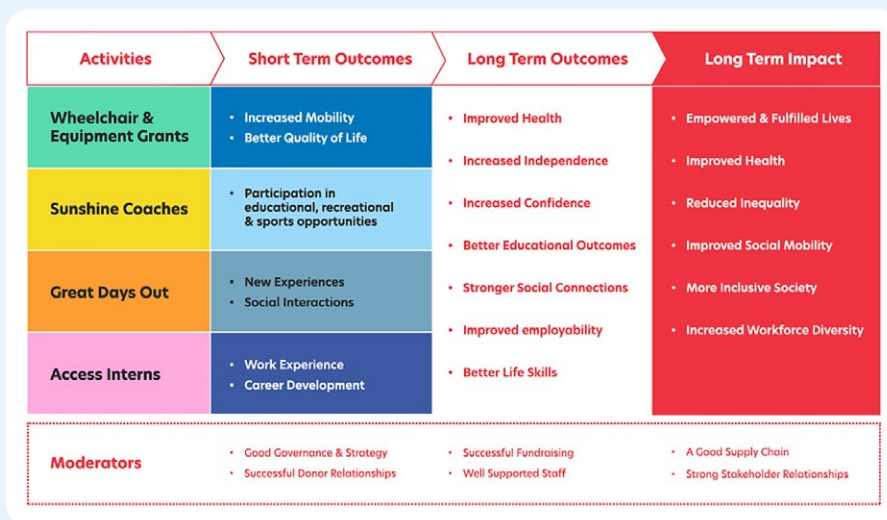 Activities
Short Term Outcomes
Long Term Outcomes
Long Term Impact
Wheelchair &
Equipment Grants
• Increased Mobility
• Better Quality of Life
Sunshine Coaches
• Participation in
educational, recreational
& sports opportunities
Great Days Out
• New Experiences
• Social Interactions
Access Interns
• Work Experience
• Career Development
• Improved Health
• Increased Independence
• Increased Confidence
• Better Educational Outcomes
• Stronger Social Connections
• Improved employability
• Better Life Skills
• Empowered & Fulfilled Lives
• Improved Health
• Reduced Inequality
• Improved Social Mobility
• More Inclusive Society
• Increased Workforce Diversity
Moderators
• Good Governance & Strategy
• Successful Donor Relationships
• Successful Fundraising
• Well Supported Staff
• A Good Supply Chain
• Strong Stakeholder Relationships